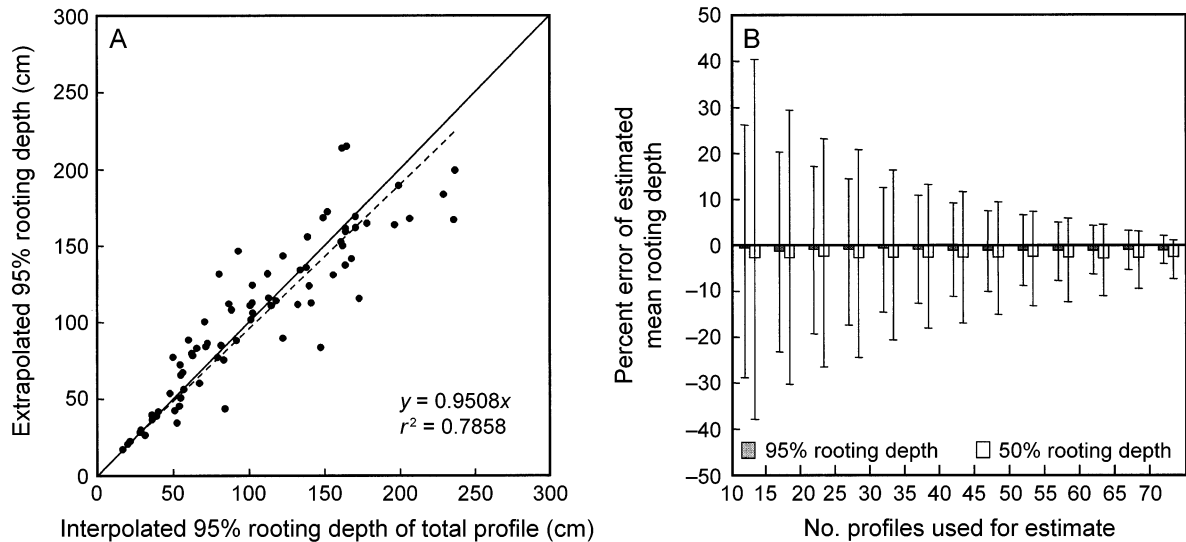 A
Extrapolated 95% rooting depth (cm)
300
250
200
150
100
50
0
y = 0.9508x
r² = 0.7858
0 50 100 150 200 250 300
Interpolated 95% rooting depth of total profile (cm)
B
Percent error of estimated
mean rooting depth
50
40
30
20
10
0
–10
–20
–30
–40
–50
95% rooting depth 50% rooting depth
10 15 20 25 30 35 40 45 50 55 60 65 70
No. profiles used for estimate